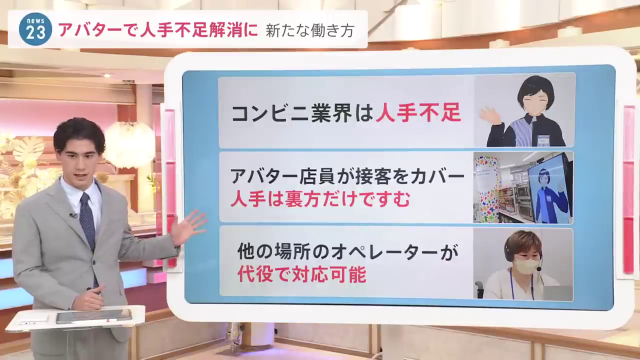 news
23
アバターで人手不足解消に 新たな働き方
コンビニ業界は人手不足
アバター店員が接客をカバー
人手は裏方だけですむ
他の場所のオペレーターが
代役で対応可能